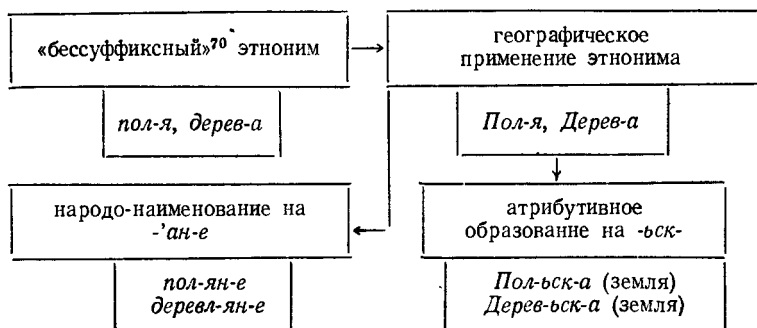 «бессуффиксный»⁷⁰ этноним
географическое
применение этнонима
пол-я, дерев-а
Пол-я, Дерев-а
народо-наименование на
-'ан-е
атрибутивное
образование на -ьск-
пол-ян-е
деревл-ян-е
Пол-ьск-а (земля)
Дерев-ьск-а (земля)